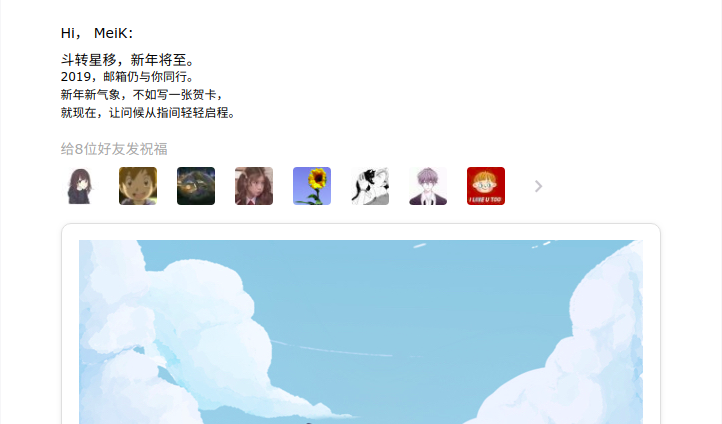 Hi， MeiK：
斗转星移，新年将至。
2019，邮箱仍与你同行。
新年新气象，不如写一张贺卡，
就现在，让问候从指间轻轻启程。
给8位好友发祝福
I LIKE U TOO